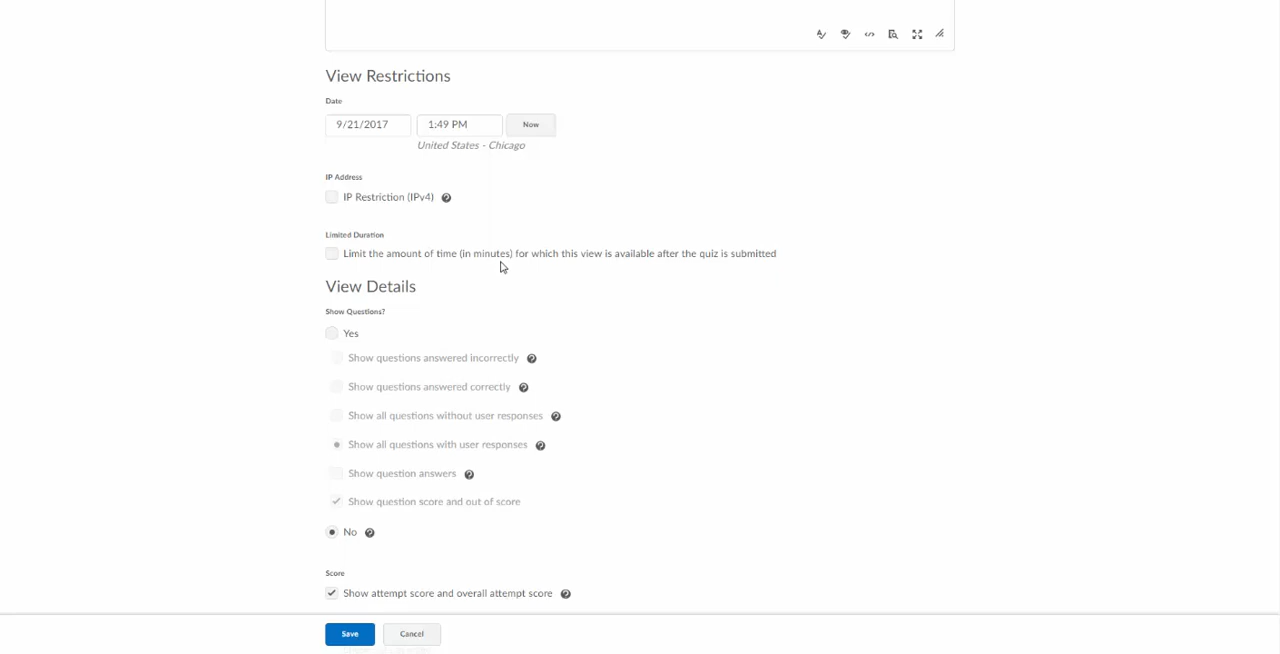 View Restrictions
Date
9/21/2017 1:49 PM Now
United States - Chicago
IP Address
IP Restriction (IPv4)
Limited Duration
Limit the amount of time (in minutes) for which this view is available after the quiz is submitted
View Details
Show Questions?
Yes
Show questions answered incorrectly
Show questions answered correctly
Show all questions without user responses
Show all questions with user responses
Show question answers
Show question score and out of score
No
Score
Show attempt score and overall attempt score
Save Cancel